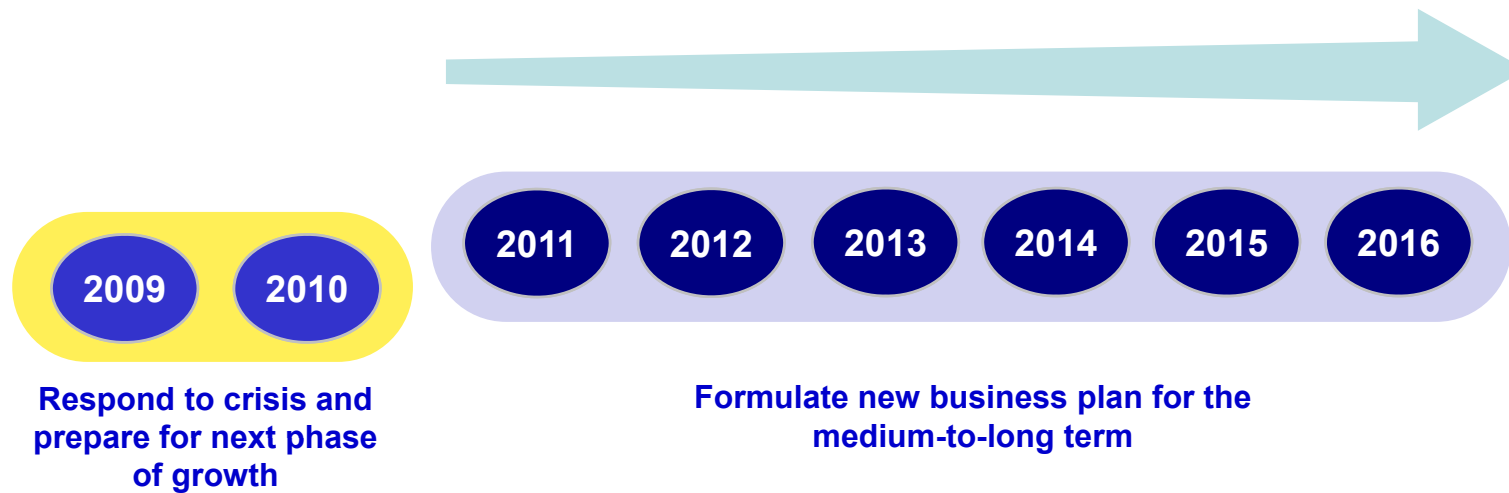 2009
2010
2011
2012
2013
2014
2015
2016
Respond to crisis and
prepare for next phase
of growth
Formulate new business plan for the
medium-to-long term